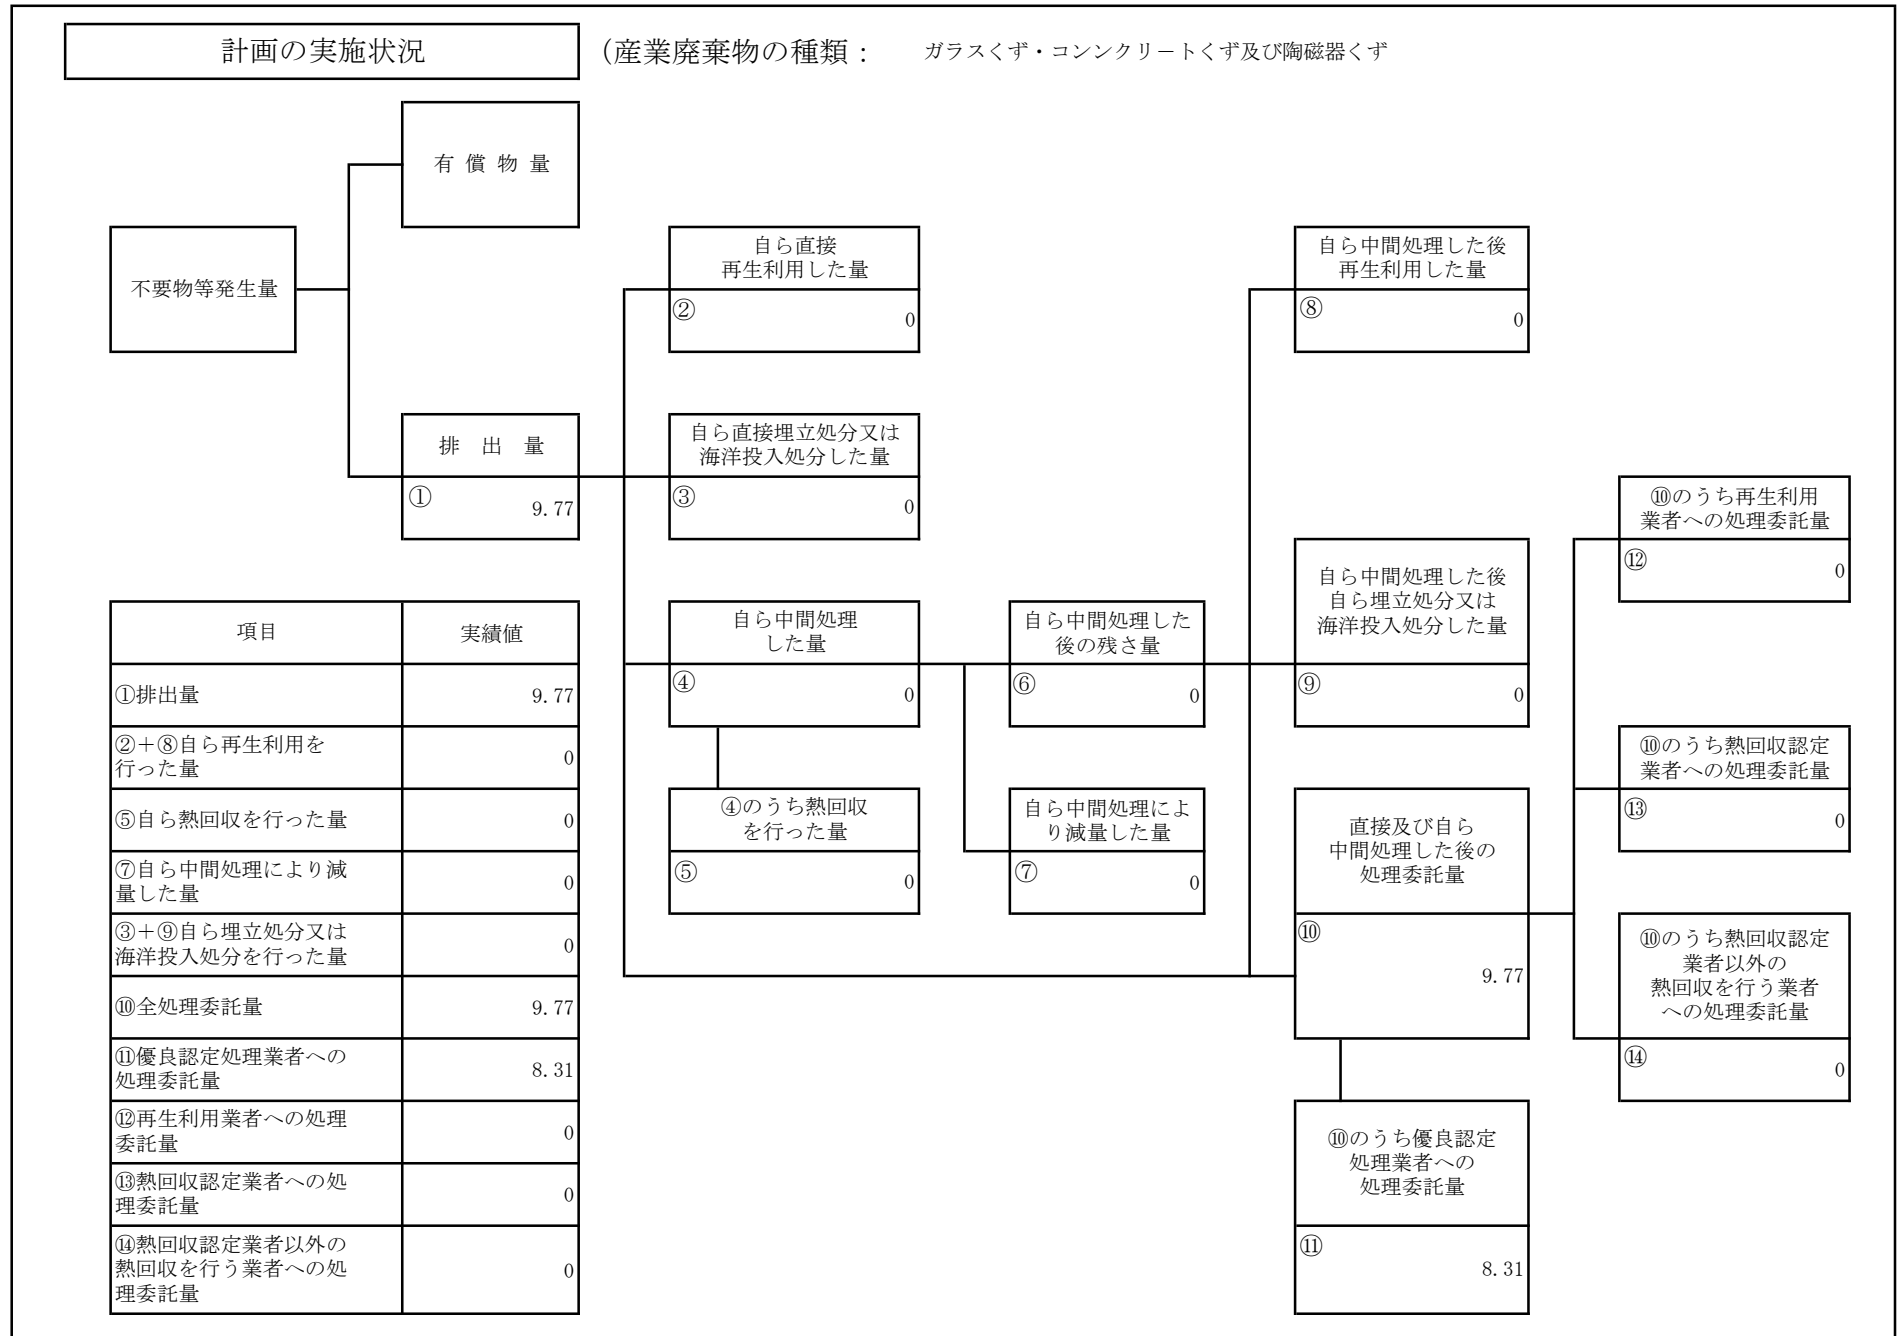 計画の実施状況
（産業廃棄物の種類： ガラスくず・コンンクリートくず及び陶磁器くず
有償物量
不要物等発生量
自ら直接
再生利用した量
②
0
自ら中間処理した後
再生利用した量
⑧
0
排出量
①
9.77
自ら直接埋立処分又は
海洋投入処分した量
③
0
⑩のうち再生利用
業者への処理委託量
⑫
0
自ら中間処理した量
④
0
自ら中間処理した
後の残さ量
⑥
0
自ら中間処理した後
自ら埋立処分又は
海洋投入処分した量
⑨
0
⑩のうち熱回収認定
業者への処理委託量
⑬
0
④のうち熱回収
を行った量
⑤
0
自ら中間処理によ
り減量した量
⑦
0
直接及び自ら
中間処理した後の
処理委託量
⑩
9.77
⑩のうち熱回収認定
業者以外の
熱回収を行う業者
への処理委託量
⑭
0
⑩のうち優良認定
処理業者への
処理委託量
⑪
8.31
項目 実績値
①排出量 9.77
②＋⑧自ら再生利用を
行った量 0
⑤自ら熱回収を行った量 0
⑦自ら中間処理により減
量した量 0
③＋⑨自ら埋立処分又は
海洋投入処分を行った量 0
⑩全処理委託量 9.77
⑪優良認定処理業者への
処理委託量 8.31
⑫再生利用業者への処理
委託量 0
⑬熱回収認定業者への処
理委託量 0
⑭熱回収認定業者以外の
熱回収を行う業者への処
理委託量 0